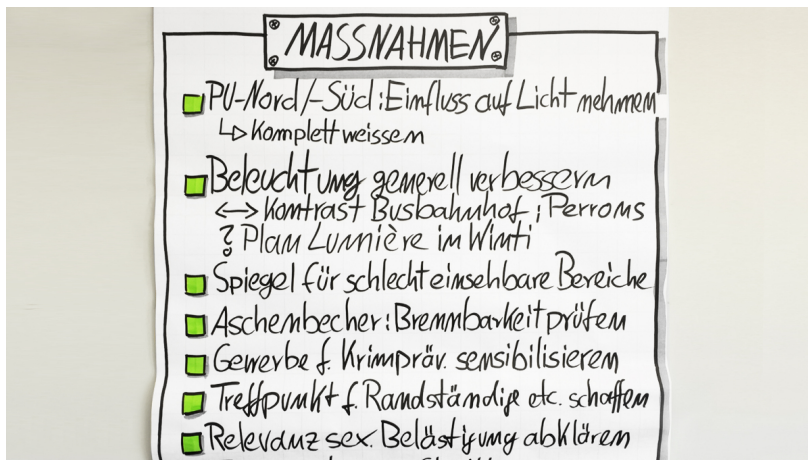 MASSNAHMEN
PU-Nord/-Süd: Einfluss auf Licht nehmen
↳ Komplett weissen
Beleuchtung generell verbessern
<-> Kontrast Busbahnhof ; Perrons
? Plan Lumière im Winti
Spiegel für schlecht einsehbare Bereiche
Aschenbecher: Brennbarkeit prüfen
Gewerbe f. Krimpräv. sensibilisieren
Treffpunkt f. Randständige etc. schaffen
Relevanz sex. Belästigung abklären